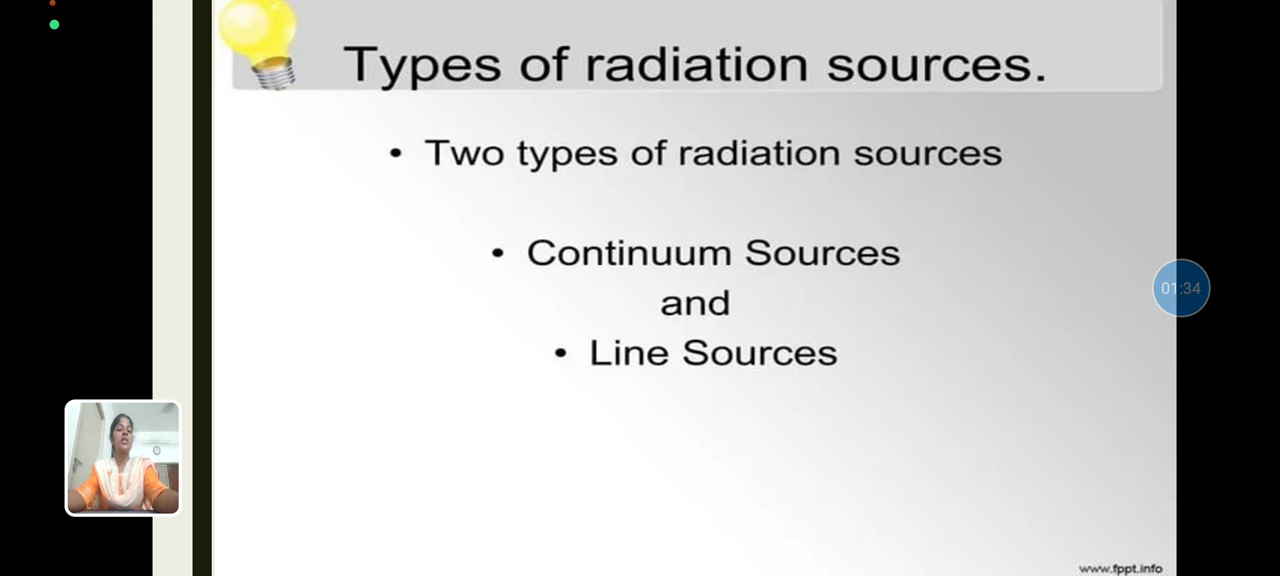 Types of radiation sources.
• Two types of radiation sources
• Continuum Sources
and
• Line Sources
01:34
www.fppt.info